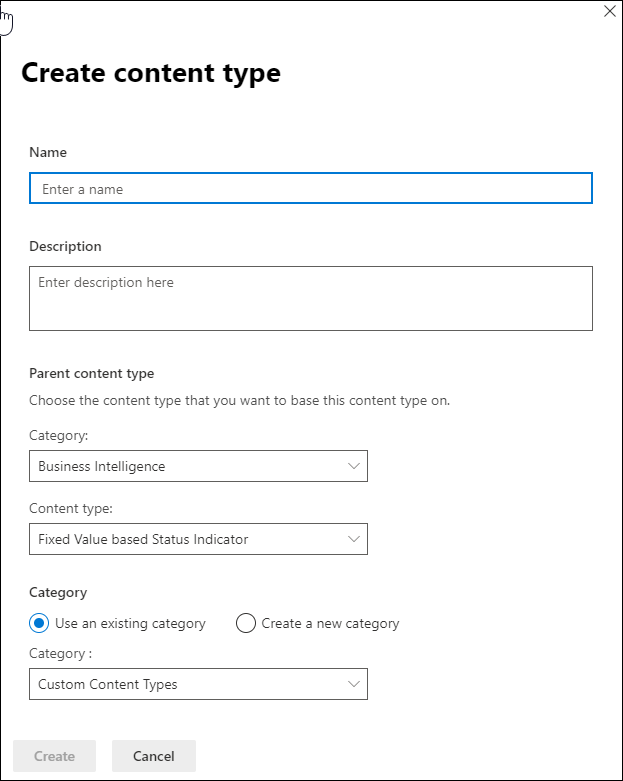 Create content type
Name
Enter a name
Description
Enter description here
Parent content type
Choose the content type that you want to base this content type on.
Category:
Business Intelligence
Content type:
Fixed Value based Status Indicator
Category
Use an existing category
Create a new category
Category :
Custom Content Types
Create
Cancel